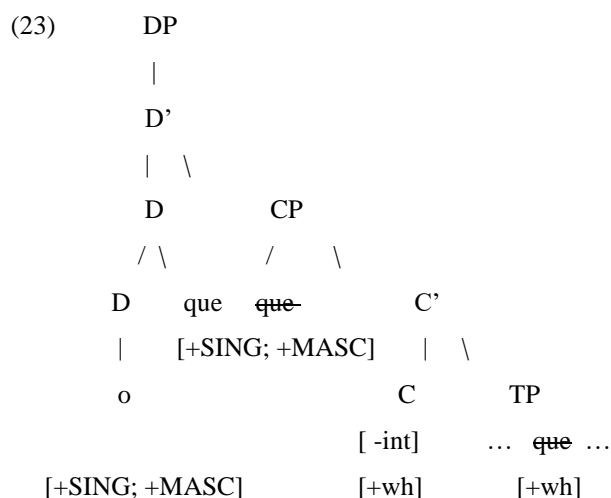 (23) DP
|
D’
| \
D CP
/ \ / \
D que que C’
| [+SING; +MASC] | \
o C TP
[ -int] … que …
[+SING; +MASC] [+wh] [+wh]